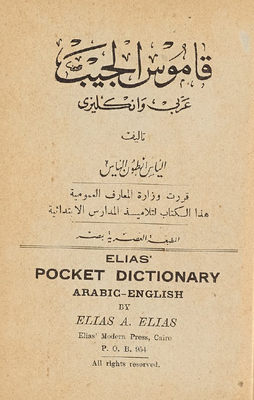 قاموس الجيب
عربي وانكليزي
تأليف
الياس انطون الياس
قررت وزارة المعارف العمومية
هذا الكتاب لتلاميذ المدارس الابتدائية
المطبعة العصرية بمصر
ELIAS'
POCKET DICTIONARY
ARABIC-ENGLISH
BY
ELIAS A. ELIAS
Elias' Modern Press, Cairo
P. O. B. 954
All rights reserved.